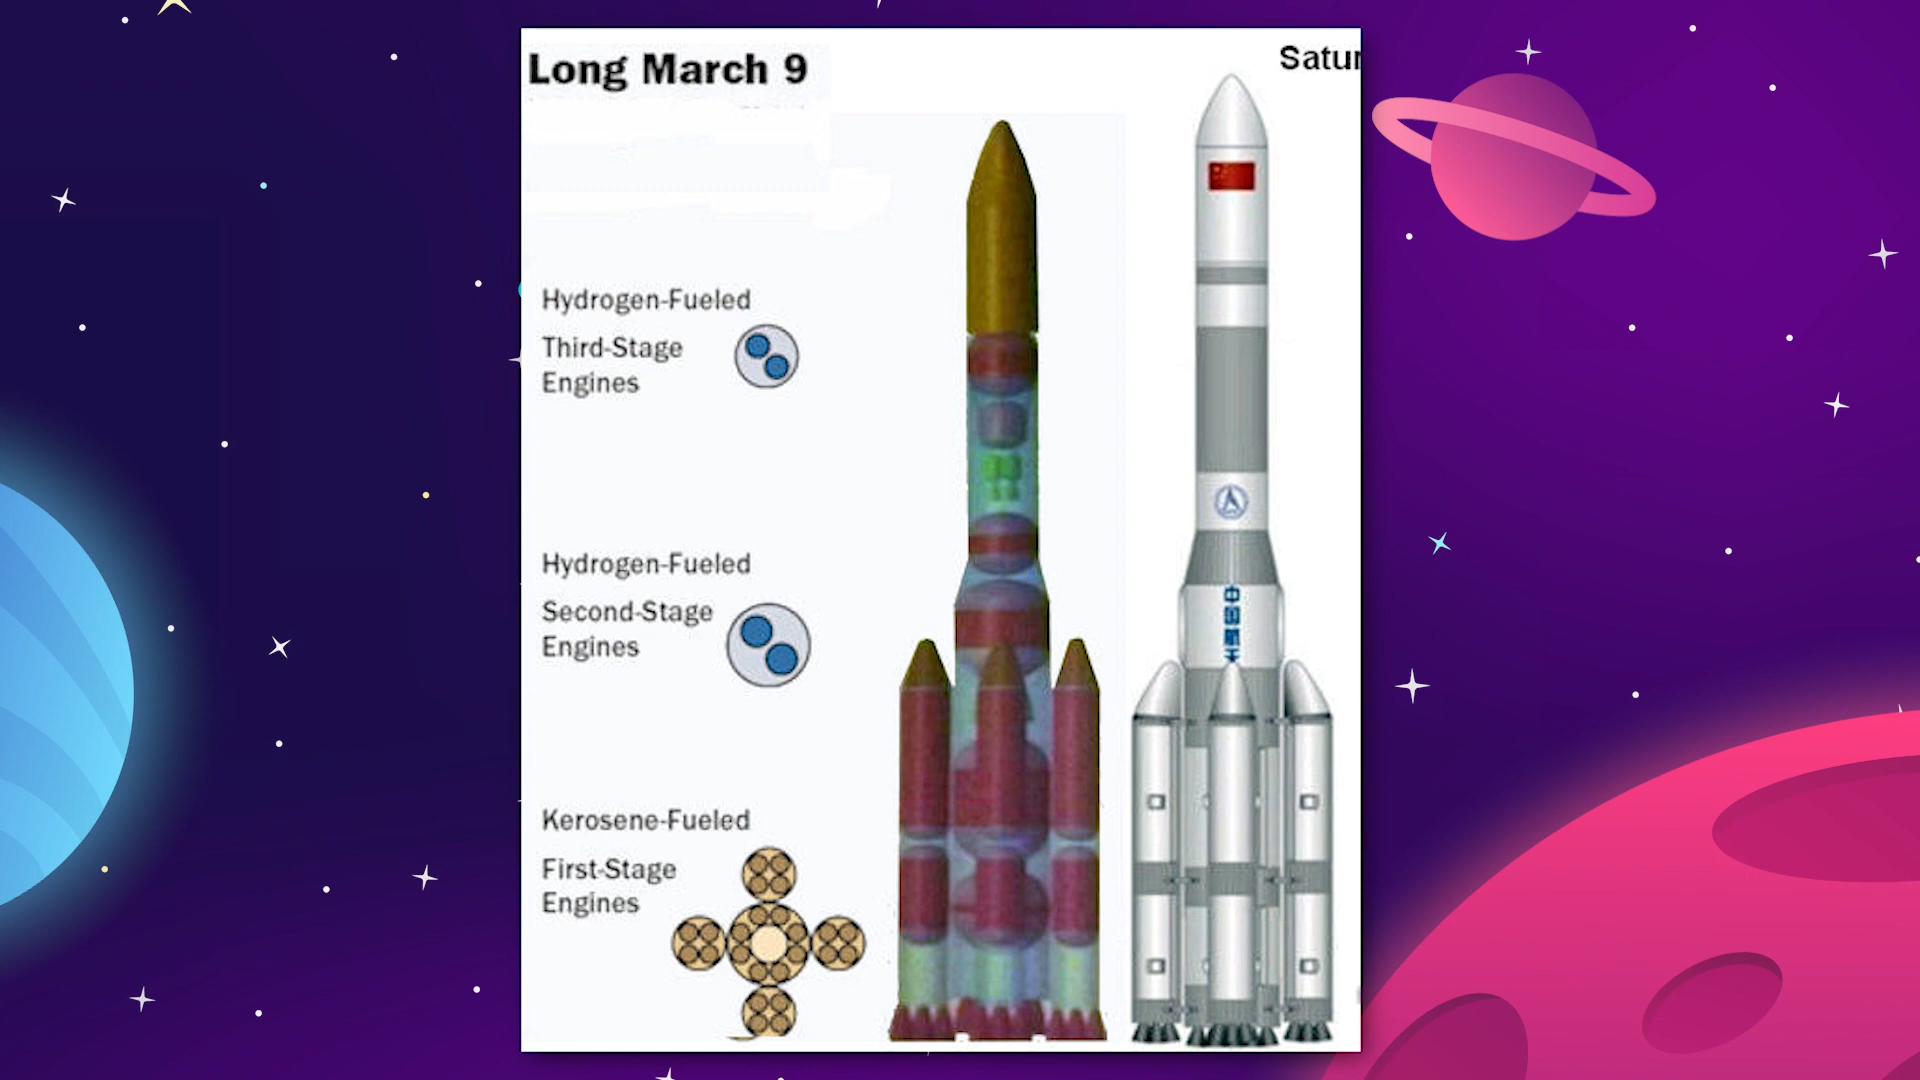 Long March 9
Satur
Hydrogen-Fueled
Third-Stage
Engines
Hydrogen-Fueled
Second-Stage
Engines
Kerosene-Fueled
First-Stage
Engines